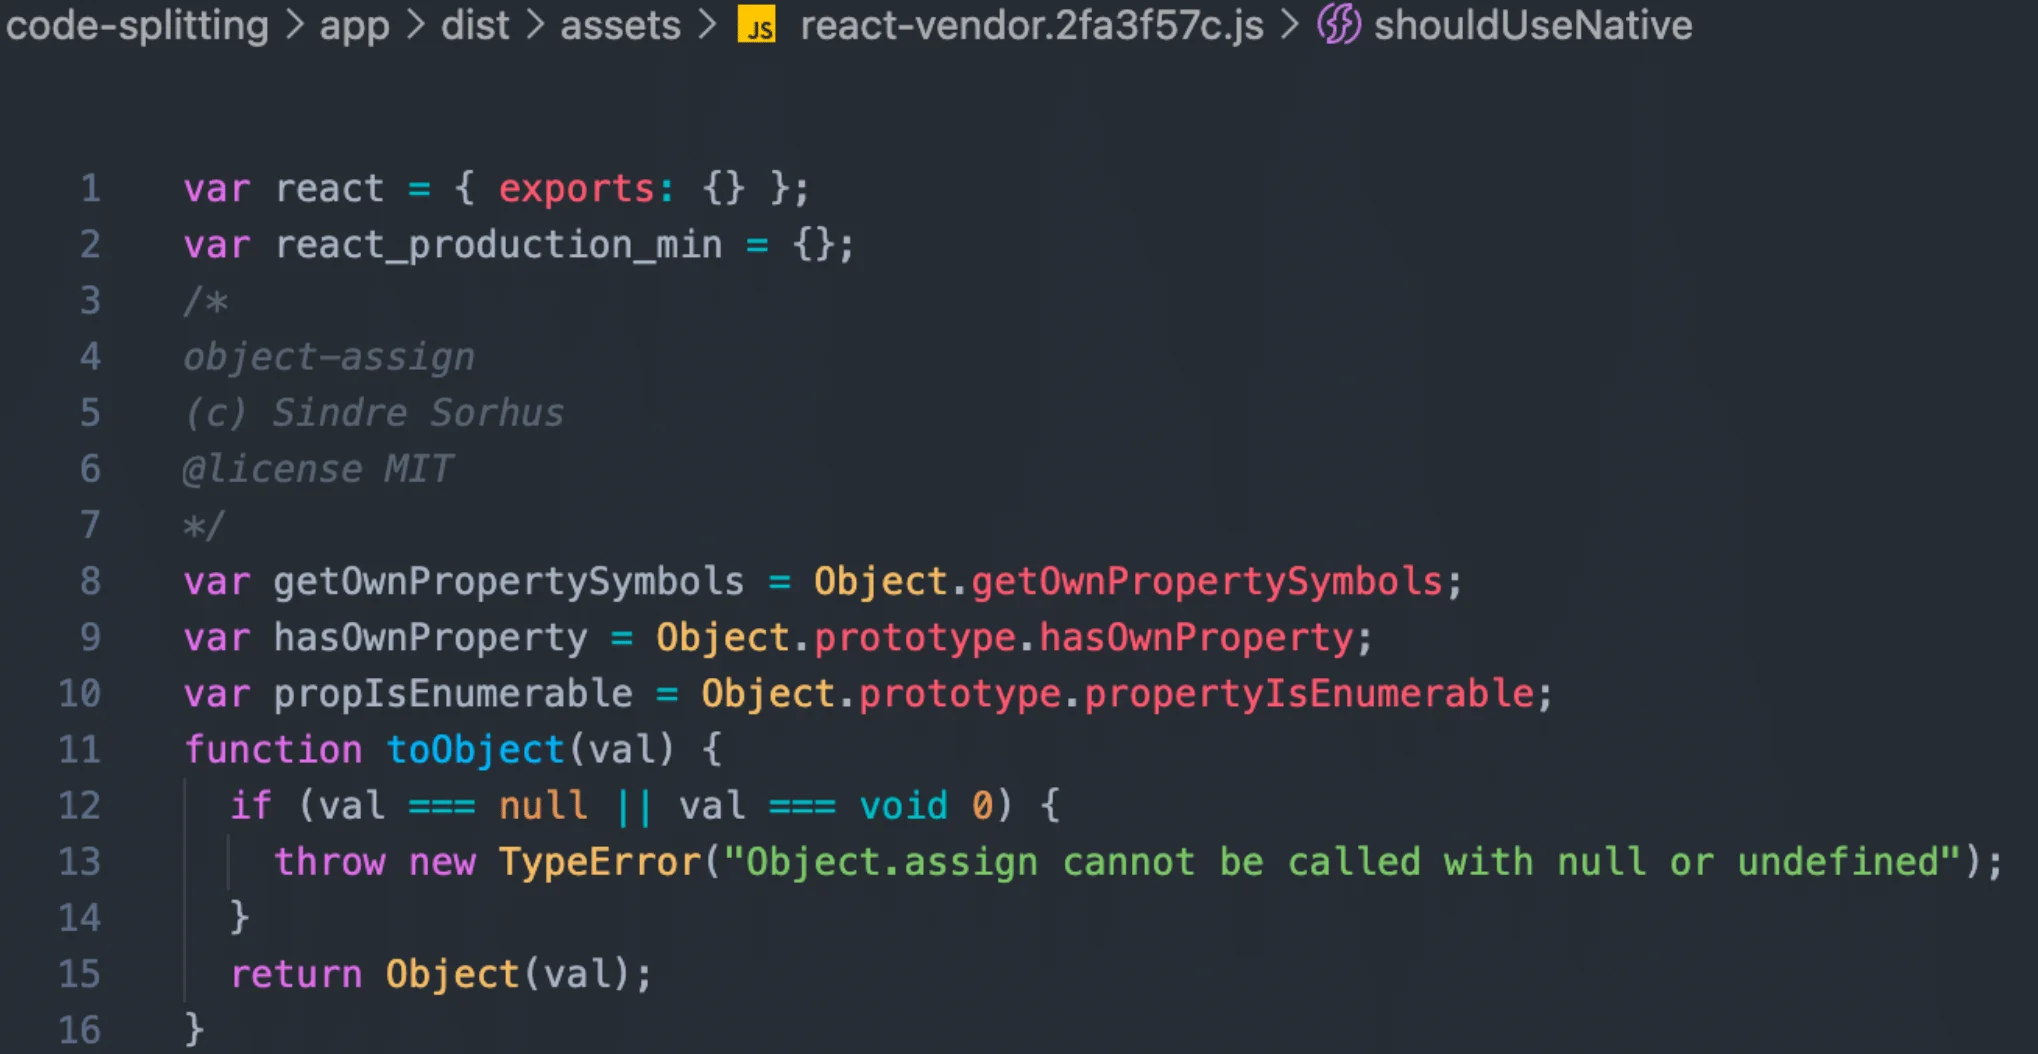 code-splitting > app > dist > assets > JS react-vendor.2fa3f57c.js > shouldUseNative
1 var react = { exports: {} };
2 var react_production_min = {};
3 /*
4 object-assign
5 (c) Sindre Sorhus
6 @license MIT
7 */
8 var getOwnPropertySymbols = Object.getOwnPropertySymbols;
9 var hasOwnProperty = Object.prototype.hasOwnProperty;
10 var propIsEnumerable = Object.prototype.propertyIsEnumerable;
11 function toObject(val) {
12   if (val === null || val === void 0) {
13     throw new TypeError("Object.assign cannot be called with null or undefined");
14   }
15   return Object(val);
16 }